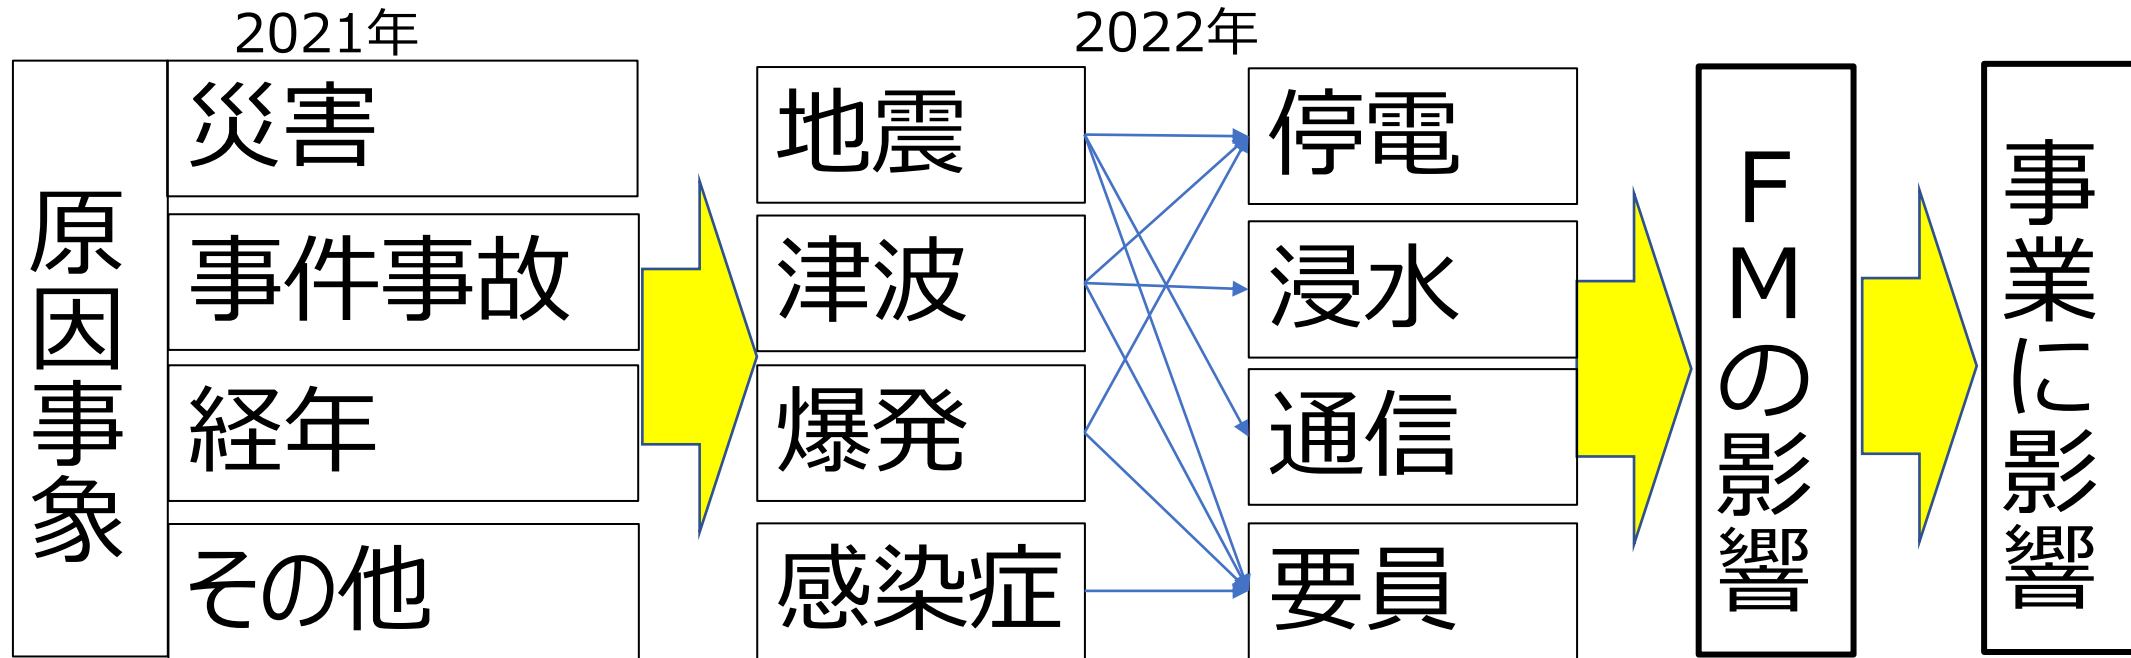 2021年
2022年
原因事象
災害
事件事故
経年
その他
地震
津波
爆発
感染症
停電
浸水
通信
要員
FMの影響
事業に影響